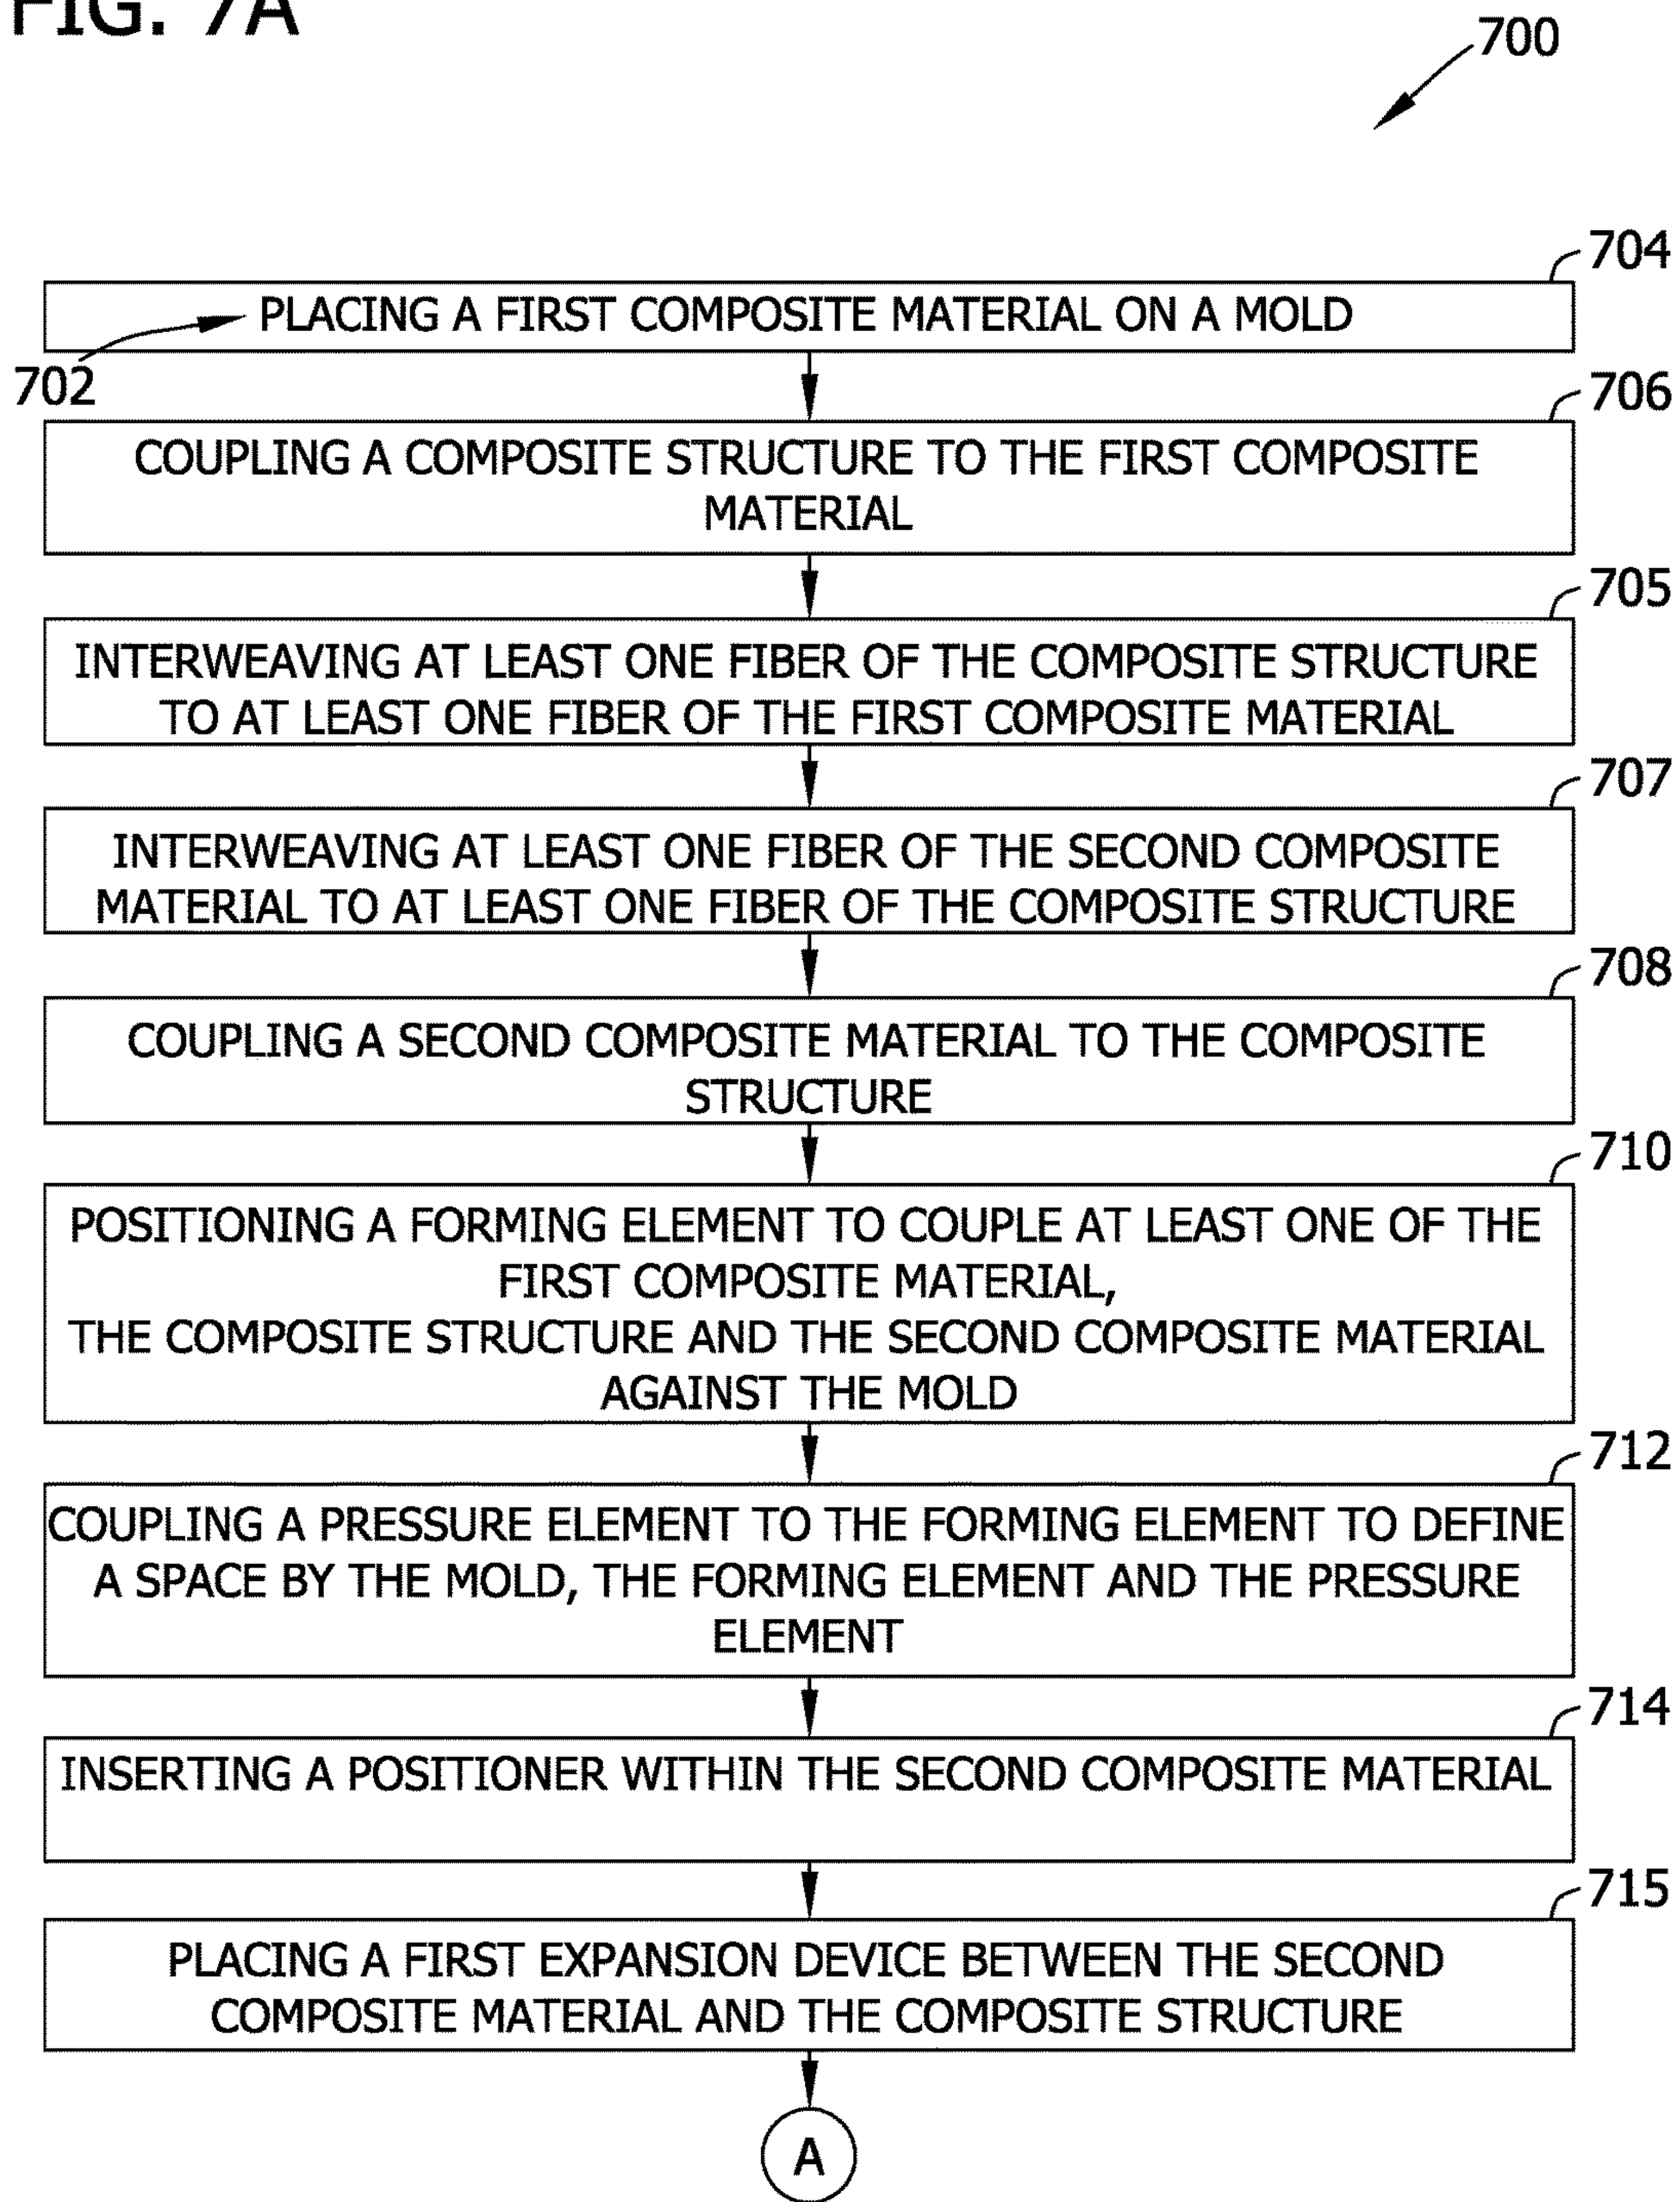 FIG. 7A
700
704
PLACING A FIRST COMPOSITE MATERIAL ON A MOLD
702
706
COUPLING A COMPOSITE STRUCTURE TO THE FIRST COMPOSITE
MATERIAL
705
INTERWEAVING AT LEAST ONE FIBER OF THE COMPOSITE STRUCTURE
TO AT LEAST ONE FIBER OF THE FIRST COMPOSITE MATERIAL
707
INTERWEAVING AT LEAST ONE FIBER OF THE SECOND COMPOSITE
MATERIAL TO AT LEAST ONE FIBER OF THE COMPOSITE STRUCTURE
708
COUPLING A SECOND COMPOSITE MATERIAL TO THE COMPOSITE
STRUCTURE
710
POSITIONING A FORMING ELEMENT TO COUPLE AT LEAST ONE OF THE
FIRST COMPOSITE MATERIAL,
THE COMPOSITE STRUCTURE AND THE SECOND COMPOSITE MATERIAL
AGAINST THE MOLD
712
COUPLING A PRESSURE ELEMENT TO THE FORMING ELEMENT TO DEFINE
A SPACE BY THE MOLD, THE FORMING ELEMENT AND THE PRESSURE
ELEMENT
714
INSERTING A POSITIONER WITHIN THE SECOND COMPOSITE MATERIAL
715
PLACING A FIRST EXPANSION DEVICE BETWEEN THE SECOND
COMPOSITE MATERIAL AND THE COMPOSITE STRUCTURE
A